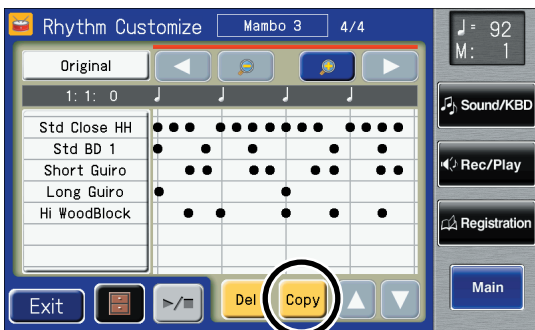 Rhythm Customize Mambo 3 4/4
♩= 92
M: 1
Original
1: 1: 0
Std Close HH
Std BD 1
Short Guiro
Long Guiro
Hi WoodBlock
Sound/KBD
Rec/Play
Registration
Main
Exit
Del
Copy